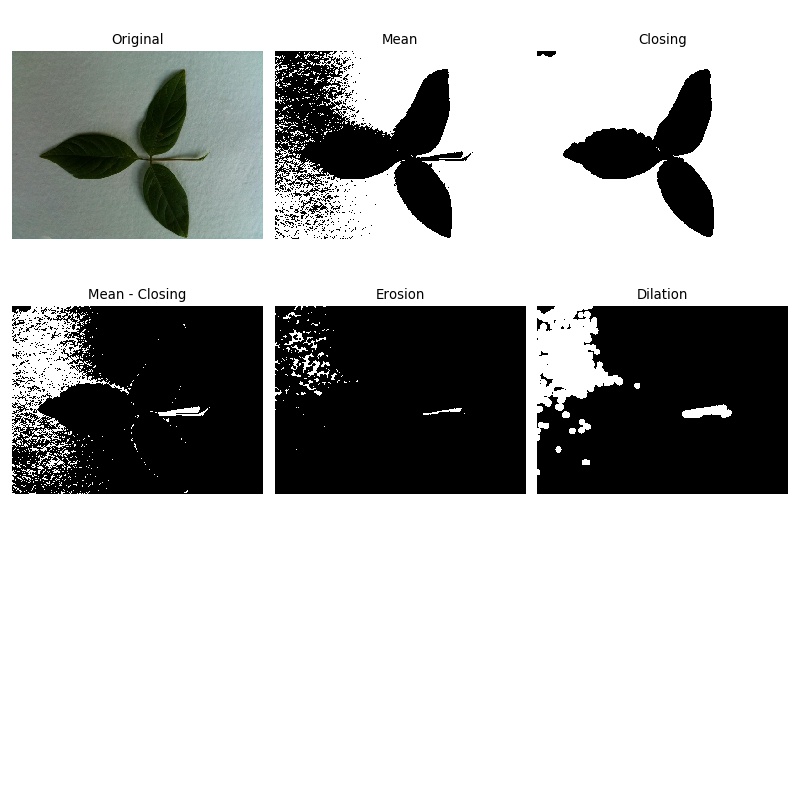 Original
Mean
Closing
Mean - Closing
Erosion
Dilation